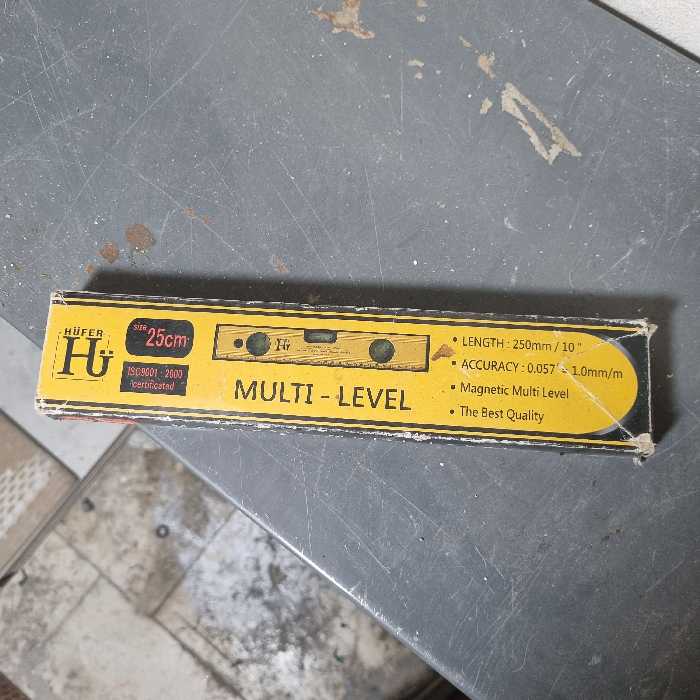 HÜFER
HÜ
SIZE 25cm
ISO9001 : 2000
certificated
Hü
MULTI - LEVEL
• LENGTH : 250mm / 10 "
• ACCURACY : 0.057° 1.0mm/m
• Magnetic Multi Level
• The Best Quality